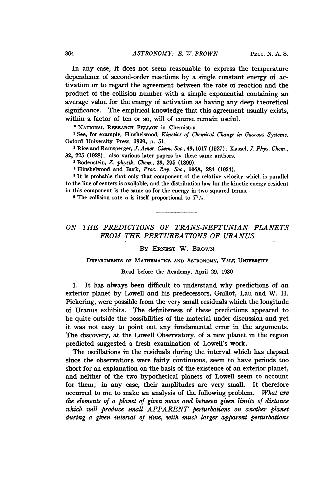 364 ASTRONOMY: E. W. BROWN PROC. N. A. S.
In any case, it does not seem reasonable to express the temperature
dependence of second-order reactions by a single constant energy of ac-
tivation or to regard the agreement between the rate of reaction and the
product of the collision number with a simple exponential containing an
average value for the energy of activation as having any deep theoretical
significance. The empirical knowledge that this agreement usually exists,
within a factor of ten or so, will of course remain useful.
* NATIONAL RESEARCH FELLOW in Chemistry.
¹ See, for example, Hinshelwood, Kinetics of Chemical Change in Gaseous Systems,
Oxford University Press, p. 51.
² Rice and Ramsperger, J. Amer. Chem. Soc., 49, 1617 (1927). Kassel, J. Phys. Chem.,
32, 225 (1928), also various later papers by these same authors.
³ Bodenstein, Z. physik. Chem., 29, 295 (1899).
⁴ Hinshelwood and Burk, Proc. Roy. Soc., 284 (1924).
⁵ It is probable that only that component of the relative velocity which is parallel
to the line of centers is available, and the distribution law for the kinetic energy resident
in this component is the same as for the energy in two squared terms.
⁶ The collision rate is itself proportional to
ON THE PREDICTIONS OF TRANS-NEPTUNIAN PLANETS
FROM THE PERTURBATIONS OF URANUS
BY ERNEST W. BROWN
DEPARTMENTS OF MATHEMATICS AND ASTRONOMY, YALE UNIVERSITY
Read before the Academy, April 29, 1930
1. It has always been difficult to understand why predictions of an
exterior planet by Lowell and his predecessors, Gaillot, Lau and W. H.
Pickering, were possible from the very small residuals which the longitude
of Uranus exhibits. The definiteness of these predictions appeared to
be quite outside the possibilities of the material under discussion and yet
it was not easy to point out any fundamental error in the arguments.
The discovery, at the Lowell Observatory, of a new planet in the region
predicted suggested a fresh examination of Lowell's work.
The oscillations in the residuals during the interval which has elapsed
since the observations were fairly continuous, seem to have periods too
short for an explanation on the basis of the existence of an exterior planet,
and neither of the two hypothetical planets of Lowell seem to account
for them; in any case, their amplitudes are very small. It therefore
occurred to me to make an analysis of the following problem. What are
the elements of a planet of given mass and between given limits of distance
which will produce small APPARENT perturbations on another planet
during a given interval of time, with much larger apparent perturbations